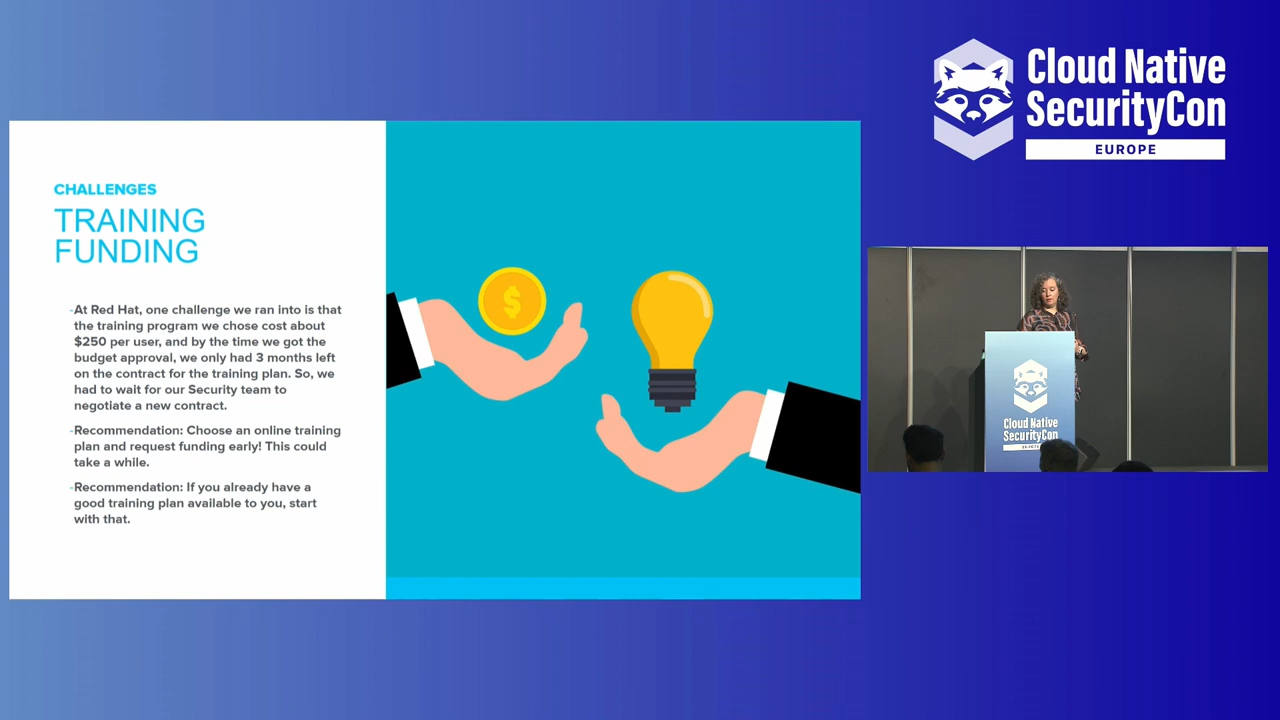 CHALLENGES
TRAINING
FUNDING
-At Red Hat, one challenge we ran into is that
the training program we chose cost about
$250 per user, and by the time we got the
budget approval, we only had 3 months left
on the contract for the training plan. So, we
had to wait for our Security team to
negotiate a new contract.
-Recommendation: Choose an online training
plan and request funding early! This could
take a while.
-Recommendation: If you already have a
good training plan available to you, start
with that.
$
Cloud Native
SecurityCon
EUROPE
Cloud Native
SecurityCon